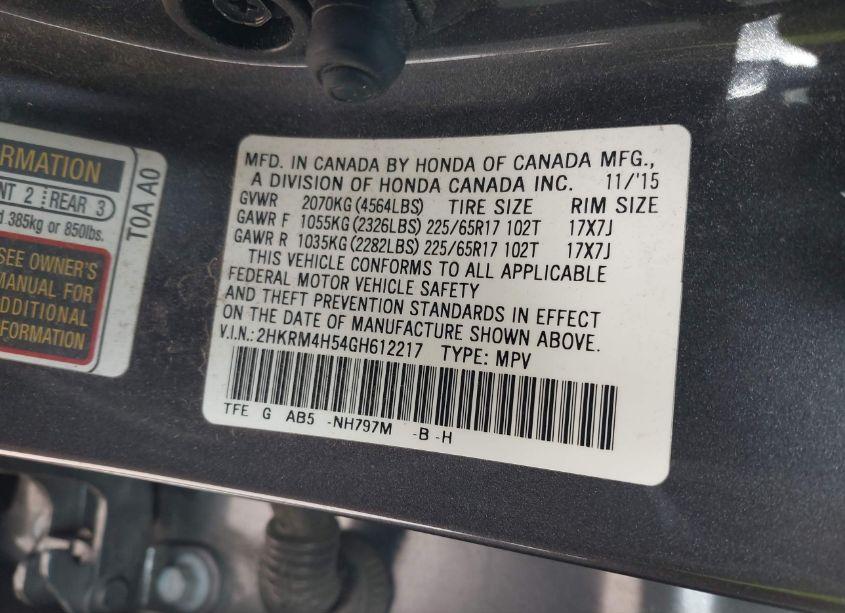 RMATION
NT 2 REAR 3
d 385kg or 850lbs.
SEE OWNER'S
MANUAL FOR
ADDITIONAL
NFORMATION
T0A A0
MFD. IN CANADA BY HONDA OF CANADA MFG.,
A DIVISION OF HONDA CANADA INC. 11/'15
GVWR 2070KG (4564LBS) TIRE SIZE RIM SIZE
GAWR F 1055KG (2326LBS) 225/65R17 102T 17X7J
GAWR R 1035KG (2282LBS) 225/65R17 102T 17X7J
THIS VEHICLE CONFORMS TO ALL APPLICABLE
FEDERAL MOTOR VEHICLE SAFETY
AND THEFT PREVENTION STANDARDS IN EFFECT
ON THE DATE OF MANUFACTURE SHOWN ABOVE.
V.I.N.: 2HKRM4H54GH612217 TYPE: MPV
TFE G AB5 -NH797M -B -H